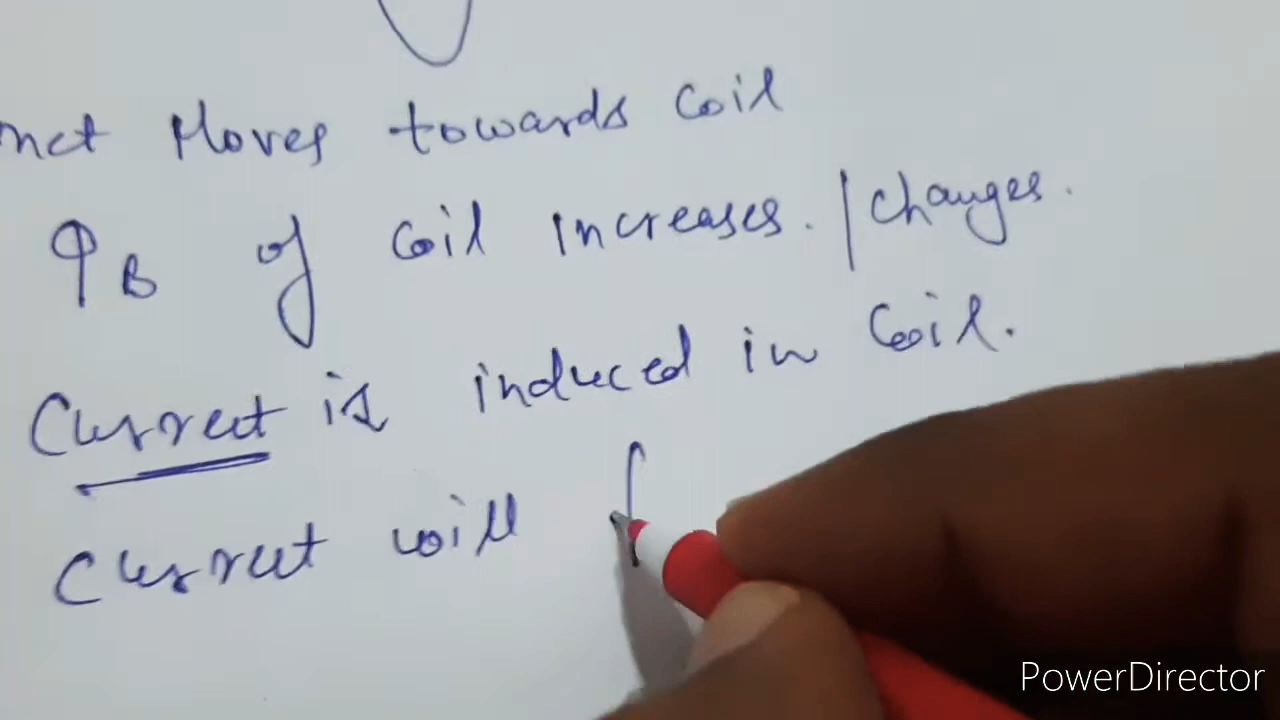 Moves towards coil
φB of coil increases. / changes.
Current is induced in coil.
Current will f
PowerDirector